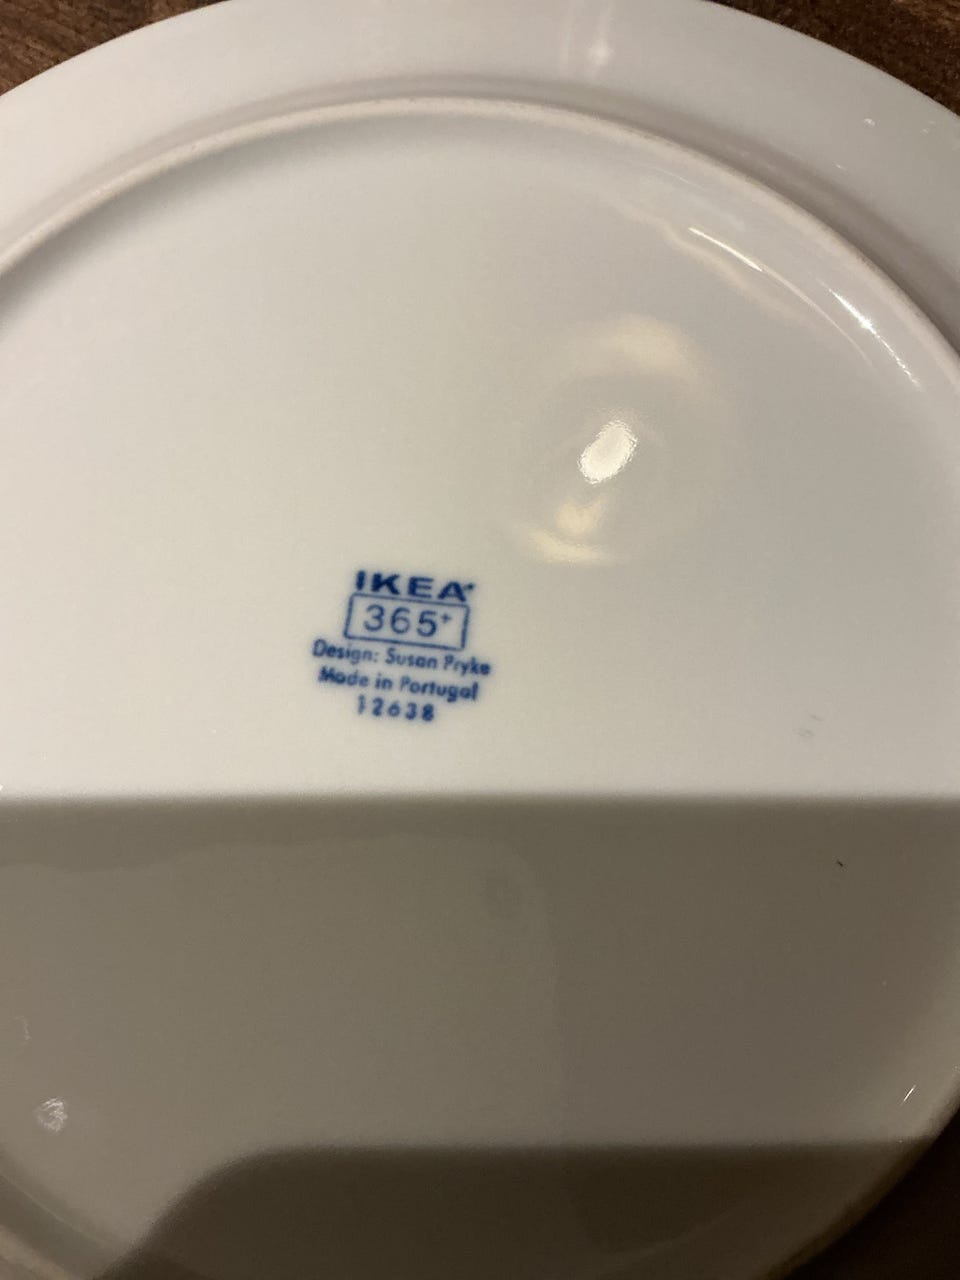 IKEA
365+
Design: Susan Pryke
Made in Portugal
12638